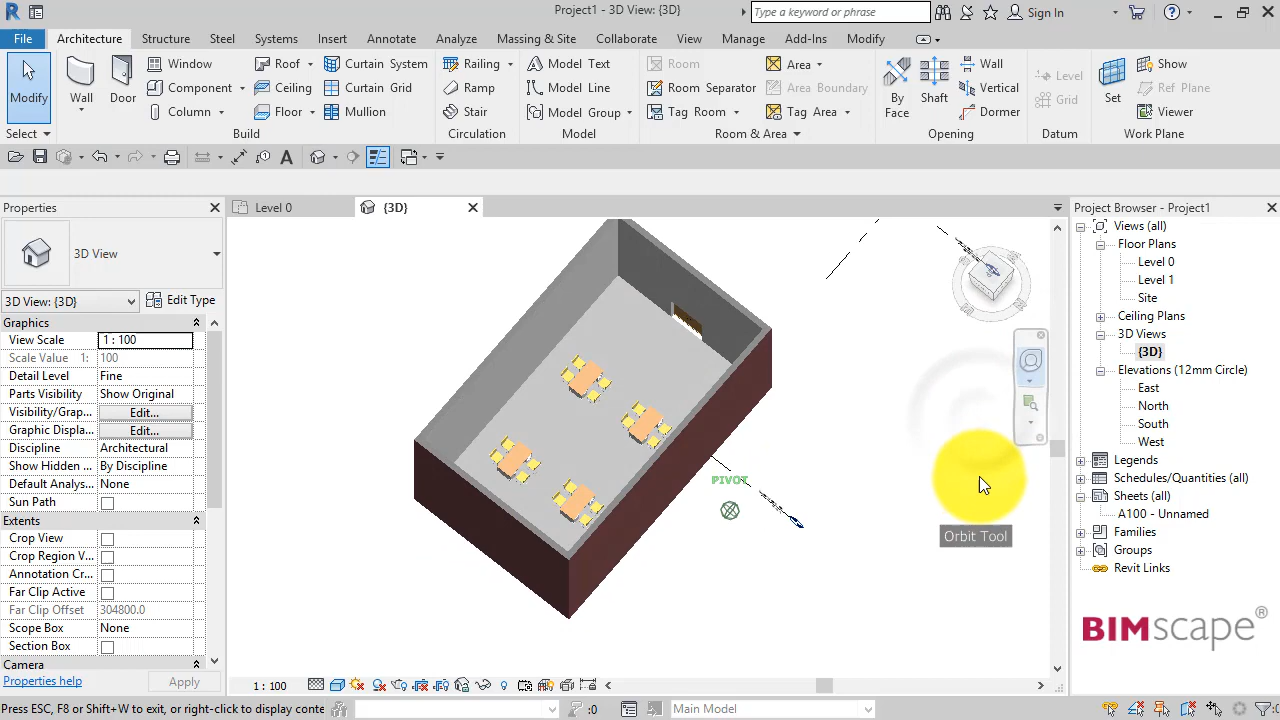 Project1 - 3D View: {3D}
Type a keyword or phrase
Sign In
File
Architecture
Structure
Steel
Systems
Insert
Annotate
Analyze
Massing & Site
Collaborate
View
Manage
Add-Ins
Modify
Modify
Wall
Door
Window
Component
Column
Roof
Ceiling
Floor
Curtain System
Curtain Grid
Mullion
Railing
Ramp
Stair
Model Text
Model Line
Model Group
Room
Room Separator
Tag Room
Area
Area Boundary
Tag Area
By
Face
Shaft
Wall
Vertical
Dormer
Level
Grid
Set
Show
Ref Plane
Viewer
Select
Build
Circulation
Model
Room & Area
Opening
Datum
Work Plane
Properties
Level 0
{3D}
Project Browser - Project1
3D View
3D View: {3D}
Edit Type
Graphics
View Scale
1 : 100
Scale Value 1:
100
Detail Level
Fine
Parts Visibility
Show Original
Visibility/Grap...
Edit...
Graphic Displa...
Edit...
Discipline
Architectural
Show Hidden ...
By Discipline
Default Analys...
None
Sun Path
Extents
Crop View
Crop Region V...
Annotation Cr...
Far Clip Active
Far Clip Offset
304800.0
Scope Box
None
Section Box
Camera
Properties help
Apply
PIVOT
Orbit Tool
Views (all)
Floor Plans
Level 0
Level 1
Site
Ceiling Plans
3D Views
{3D}
Elevations (12mm Circle)
East
North
South
West
Legends
Schedules/Quantities (all)
Sheets (all)
A100 - Unnamed
Families
Groups
Revit Links
BIMscape®
1 : 100
Press ESC, F8 or Shift+W to exit, or right-click to display conte
:0
Main Model
:0